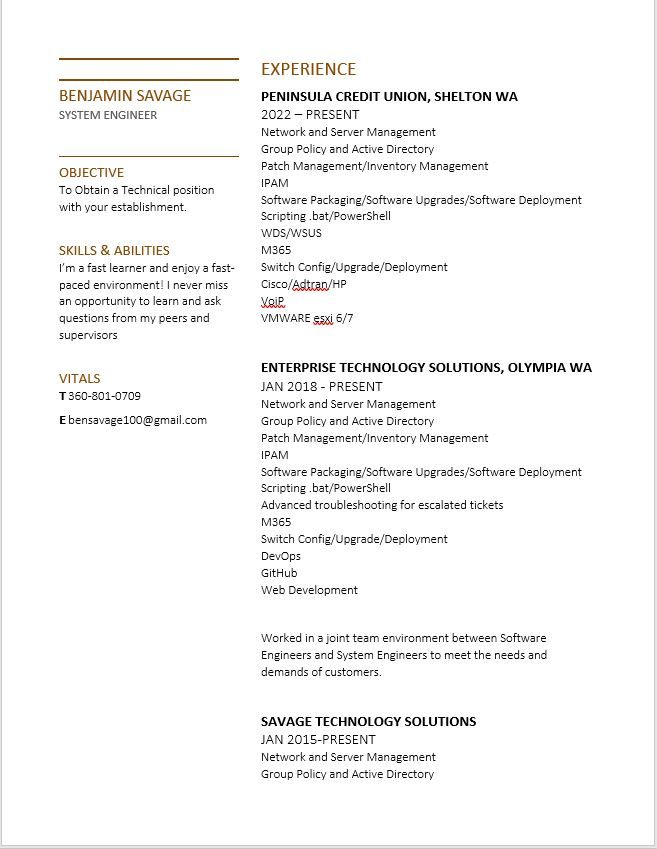 BENJAMIN SAVAGE
SYSTEM ENGINEER
OBJECTIVE
To Obtain a Technical position
with your establishment.
SKILLS & ABILITIES
I'm a fast learner and enjoy a fast-
paced environment! I never miss
an opportunity to learn and ask
questions from my peers and
supervisors
VITALS
T 360-801-0709
E bensavage100@gmail.com
EXPERIENCE
PENINSULA CREDIT UNION, SHELTON WA
2022 – PRESENT
Network and Server Management
Group Policy and Active Directory
Patch Management/Inventory Management
IPAM
Software Packaging/Software Upgrades/Software Deployment
Scripting .bat/PowerShell
WDS/WSUS
M365
Switch Config/Upgrade/Deployment
Cisco/Adtran/HP
VoiP
VMWARE esxi 6/7
ENTERPRISE TECHNOLOGY SOLUTIONS, OLYMPIA WA
JAN 2018 - PRESENT
Network and Server Management
Group Policy and Active Directory
Patch Management/Inventory Management
IPAM
Software Packaging/Software Upgrades/Software Deployment
Scripting .bat/PowerShell
Advanced troubleshooting for escalated tickets
M365
Switch Config/Upgrade/Deployment
DevOps
GitHub
Web Development
Worked in a joint team environment between Software
Engineers and System Engineers to meet the needs and
demands of customers.
SAVAGE TECHNOLOGY SOLUTIONS
JAN 2015-PRESENT
Network and Server Management
Group Policy and Active Directory